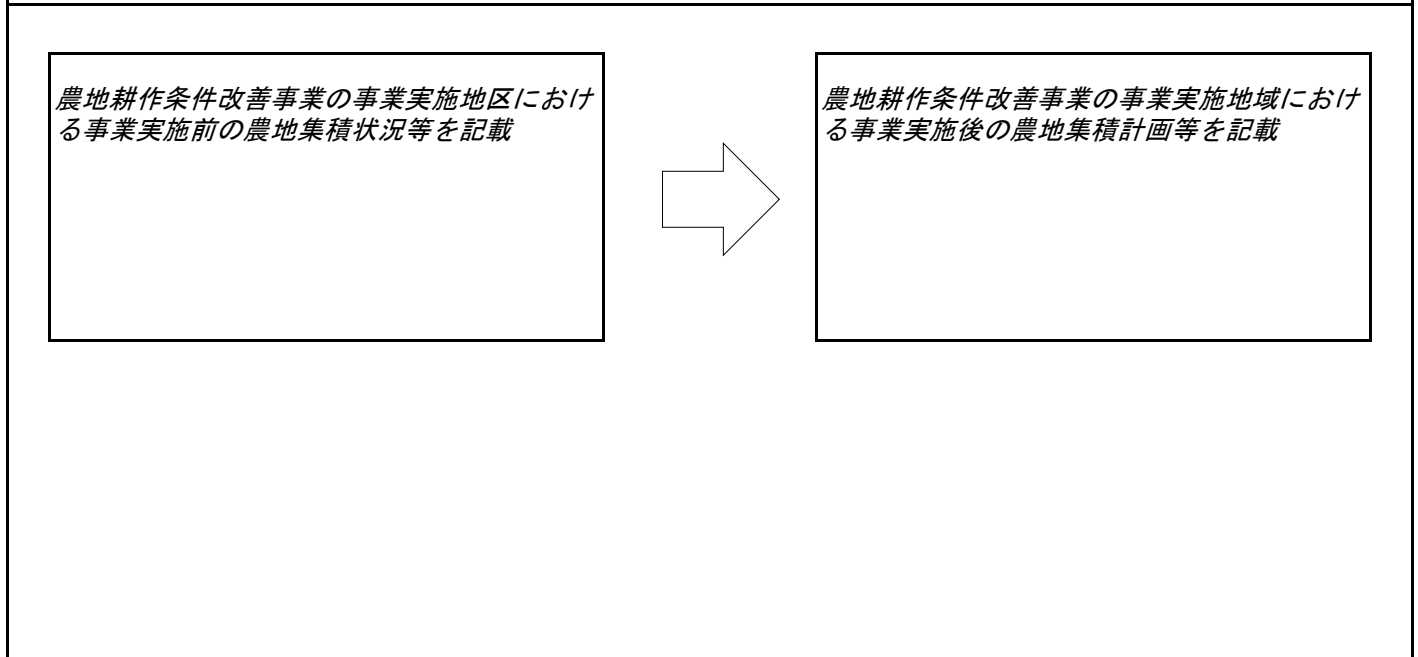 農地耕作条件改善事業の事業実施地区におけ
る事業実施前の農地集積状況等を記載
農地耕作条件改善事業の事業実施地域におけ
る事業実施後の農地集積計画等を記載